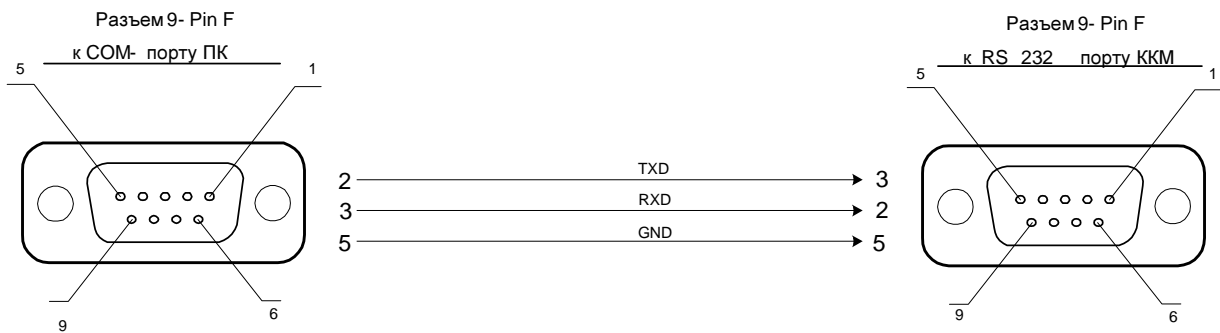 Разъем 9- Pin F
к COM- порту ПК
5
1
9
6
2 TXD 3
3 RXD 2
5 GND 5
Разъем 9- Pin F
к RS 232 порту ККМ
5
1
9
6